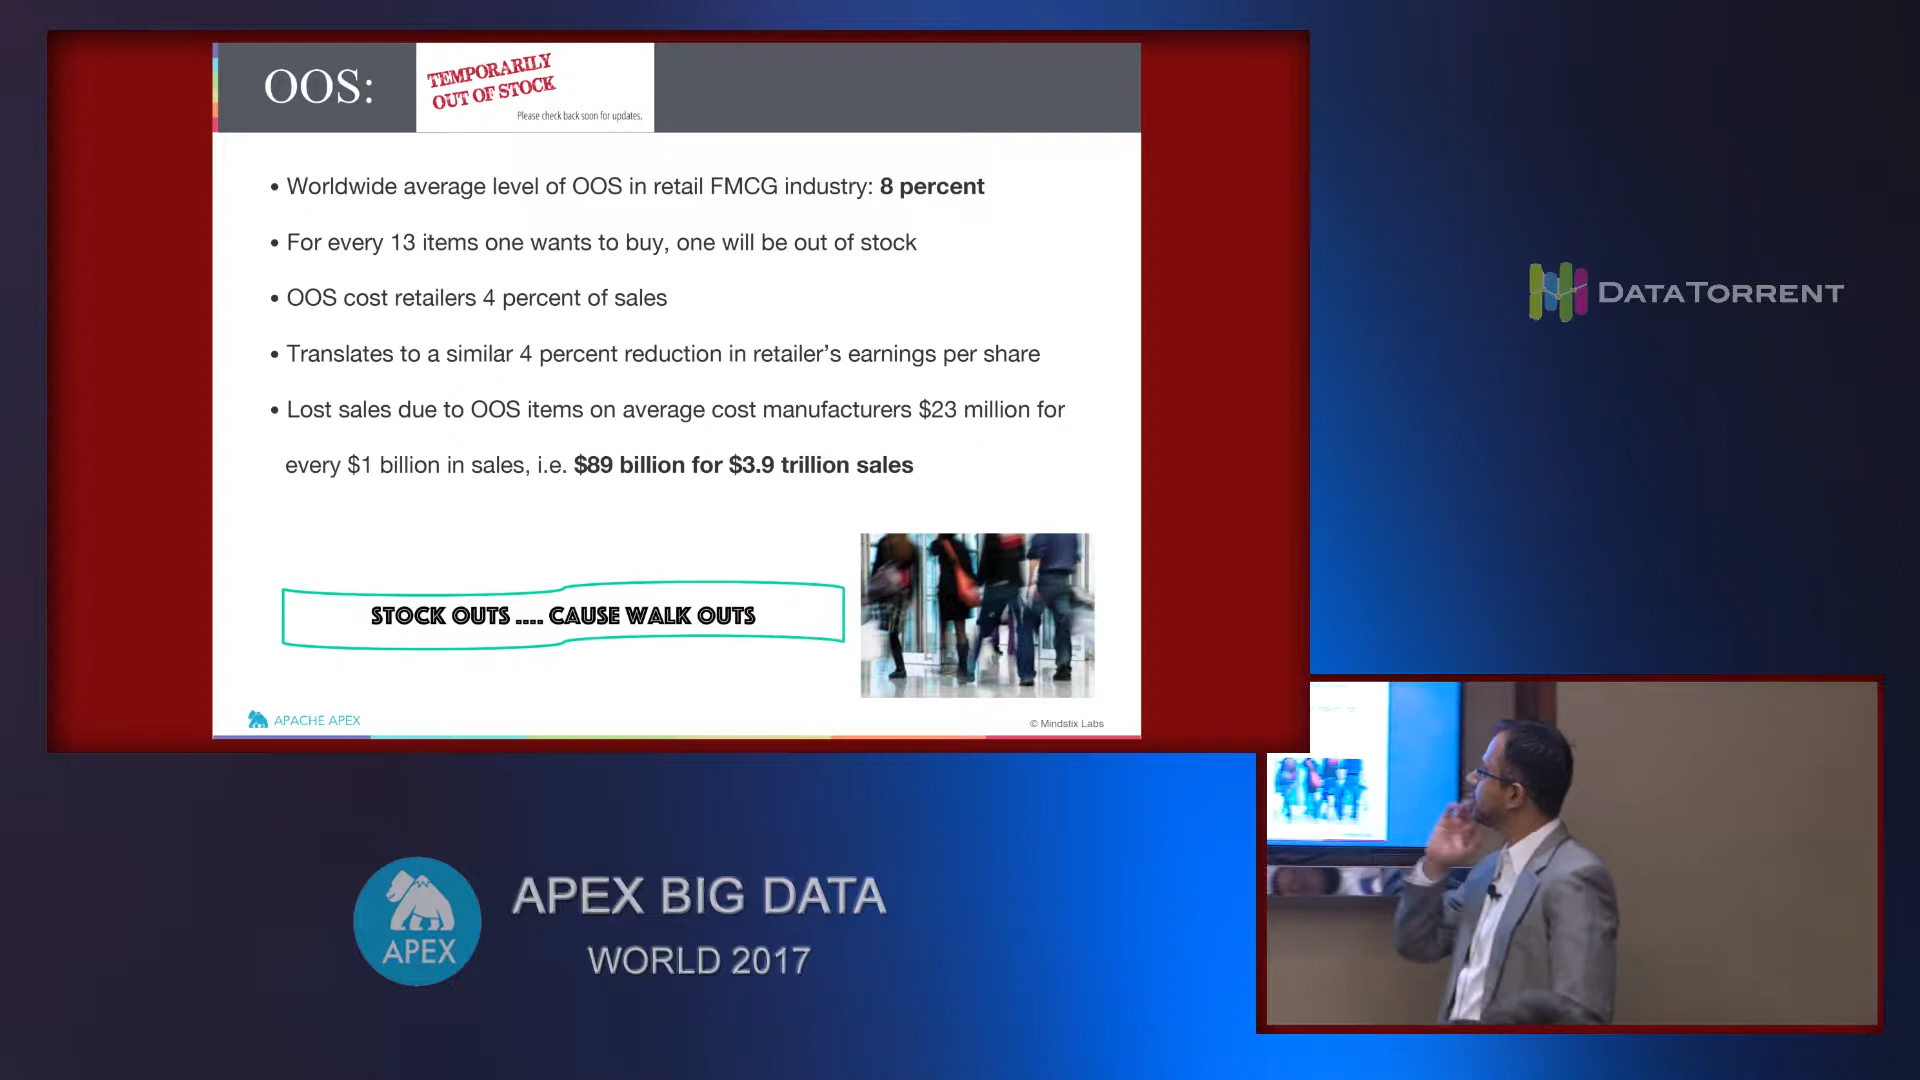 OOS:
TEMPORARILY
OUT OF STOCK
Please check back soon for updates.
• Worldwide average level of OOS in retail FMCG industry: 8 percent
• For every 13 items one wants to buy, one will be out of stock
• OOS cost retailers 4 percent of sales
• Translates to a similar 4 percent reduction in retailer’s earnings per share
• Lost sales due to OOS items on average cost manufacturers $23 million for
every $1 billion in sales, i.e. $89 billion for $3.9 trillion sales
STOCK OUTS .... CAUSE WALK OUTS
APACHE APEX
© Mindstix Labs
DATATORRENT
APEX
APEX BIG DATA
WORLD 2017